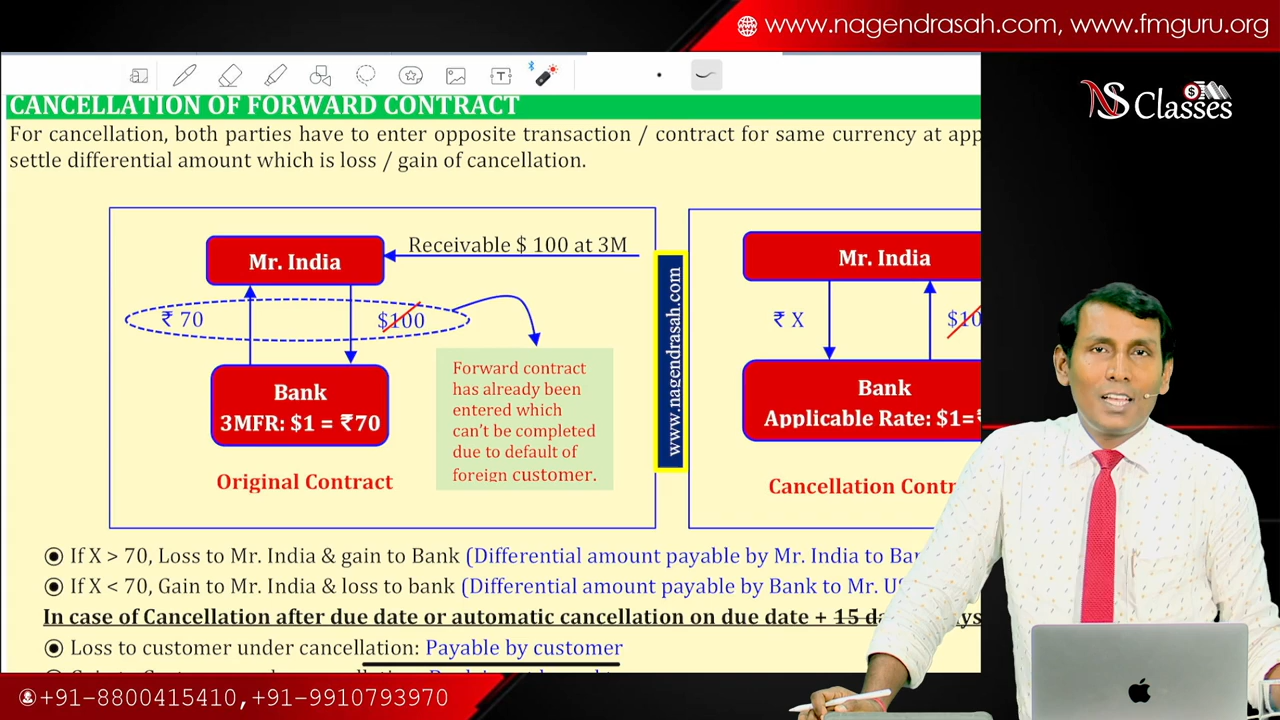 www.nagendrasah.com, www.fmguru.org
NS Classes
CANCELLATION OF FORWARD CONTRACT
For cancellation, both parties have to enter opposite transaction / contract for same currency at app
settle differential amount which is loss / gain of cancellation.
Receivable $ 100 at 3M
Mr. India
₹ 70
$100
Bank
3MFR: $1 = ₹70
Original Contract
Forward contract
has already been
entered which
can't be completed
due to default of
foreign customer.
www.nagendrasah.com
Mr. India
₹ X
$10
Bank
Applicable Rate: $1=₹
Cancellation Contr
If X > 70, Loss to Mr. India & gain to Bank (Differential amount payable by Mr. India to Ban
If X < 70, Gain to Mr. India & loss to bank (Differential amount payable by Bank to Mr. US
In case of Cancellation after due date or automatic cancellation on due date + 15 da
Loss to customer under cancellation: Payable by customer
+91-8800415410,+91-9910793970